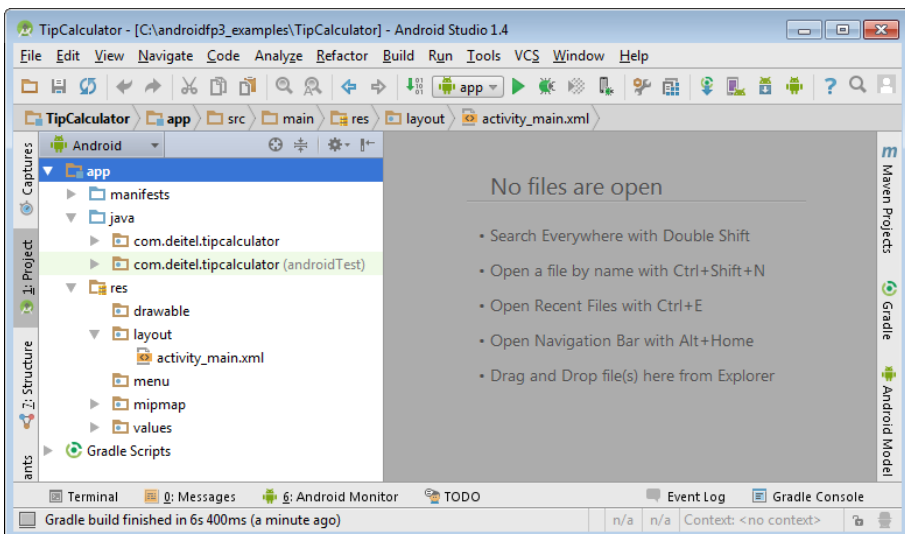 TipCalculator - [C:\androidfp3_examples\TipCalculator] - Android Studio 1.4
File Edit View Navigate Code Analyze Refactor Build Run Tools VCS Window Help
app
TipCalculator app src main res layout activity_main.xml
Captures
1: Project
7: Structure
ants
Android
app
manifests
java
com.deitel.tipcalculator
com.deitel.tipcalculator (androidTest)
res
drawable
layout
activity_main.xml
menu
mipmap
values
Gradle Scripts
No files are open
• Search Everywhere with Double Shift
• Open a file by name with Ctrl+Shift+N
• Open Recent Files with Ctrl+E
• Open Navigation Bar with Alt+Home
• Drag and Drop file(s) here from Explorer
m Maven Projects
Gradle
Android Model
Terminal 0: Messages 6: Android Monitor TODO Event Log Gradle Console
Gradle build finished in 6s 400ms (a minute ago) n/a n/a Context: <no context>